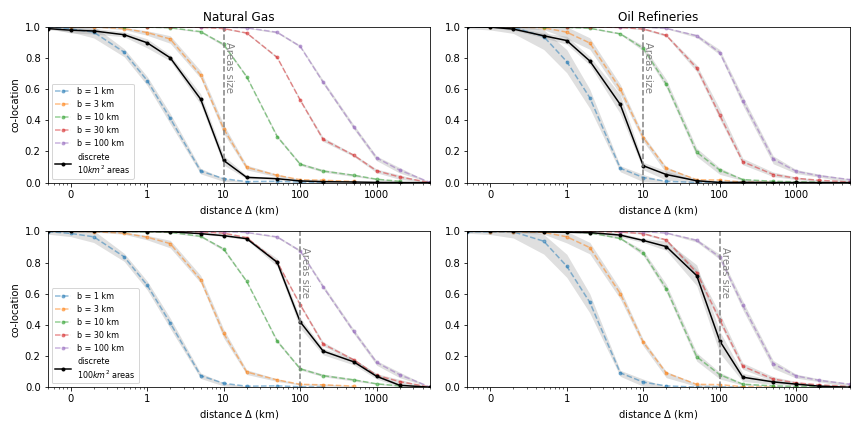 Natural Gas
co-location
1.0
0.8
0.6
0.4
0.2
0.0
b = 1 km
b = 3 km
b = 10 km
b = 30 km
b = 100 km
discrete
10km² areas
Areas size
0 1 10 100 1000
distance Δ (km)
Oil Refineries
1.0
0.8
0.6
0.4
0.2
0.0
Areas size
0 1 10 100 1000
distance Δ (km)
co-location
1.0
0.8
0.6
0.4
0.2
0.0
b = 1 km
b = 3 km
b = 10 km
b = 30 km
b = 100 km
discrete
100km² areas
Areas size
0 1 10 100 1000
distance Δ (km)
1.0
0.8
0.6
0.4
0.2
0.0
Areas size
0 1 10 100 1000
distance Δ (km)